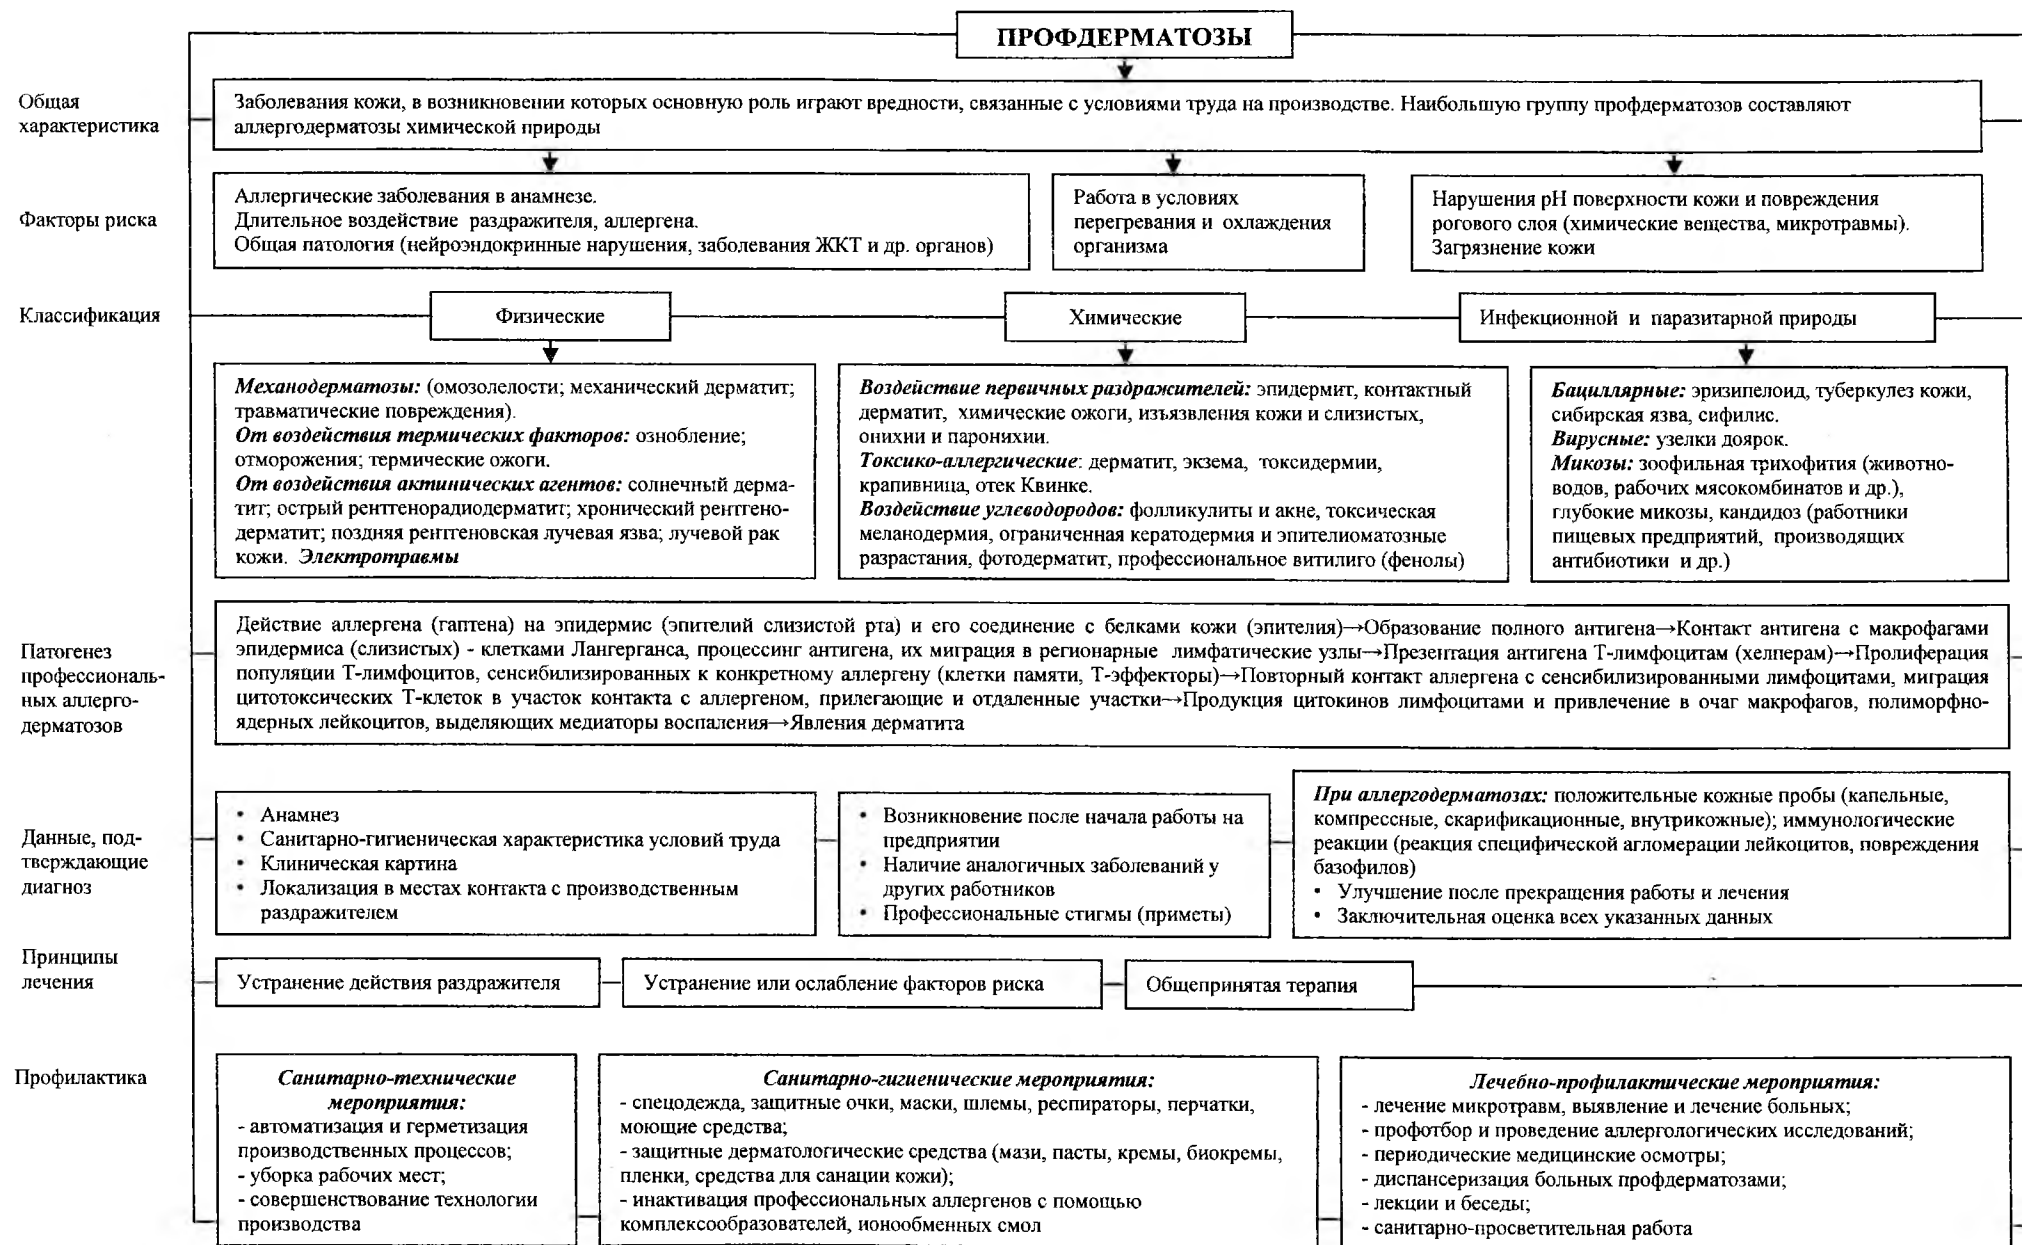 ПРОФДЕРМАТОЗЫ
Общая
характеристика
Заболевания кожи, в возникновении которых основную роль играют вредности, связанные с условиями труда на производстве. Наибольшую группу профдерматозов составляют
аллергодерматозы химической природы
Факторы риска
Аллергические заболевания в анамнезе.
Длительное воздействие раздражителя, аллергена.
Общая патология (нейроэндокринные нарушения, заболевания ЖКТ и др. органов)
Работа в условиях
перегревания и охлаждения
организма
Нарушения рН поверхности кожи и повреждения
рогового слоя (химические вещества, микротравмы).
Загрязнение кожи
Классификация
Физические
Химические
Инфекционной и паразитарной природы
Механодерматозы: (омозолелости; механический дерматит;
травматические повреждения).
От воздействия термических факторов: ознобление;
отморожения; термические ожоги.
От воздействия актинических агентов: солнечный дерма-
тит; острый рентгенорадиодерматит; хронический рентгено-
дерматит; поздняя рентгеновская лучевая язва; лучевой рак
кожи. Электротравмы
Воздействие первичных раздражителей: эпидермит, контактный
дерматит, химические ожоги, изъязвления кожи и слизистых,
онихии и паронихии.
Токсико-аллергические: дерматит, экзема, токсидермии,
крапивница, отек Квинке.
Воздействие углеводородов: фолликулиты и акне, токсическая
меланодермия, ограниченная кератодермия и эпителиоматозные
разрастания, фотодерматит, профессиональное витилиго (фенолы)
Бациллярные: эризипелоид, туберкулез кожи,
сибирская язва, сифилис.
Вирусные: узелки доярок.
Микозы: зоофильная трихофития (животно-
водов, рабочих мясокомбинатов и др.),
глубокие микозы, кандидоз (работники
пищевых предприятий, производящих
антибиотики и др.)
Патогенез
профессиональ-
ных аллерго-
дерматозов
Действие аллергена (гаптена) на эпидермис (эпителий слизистой рта) и его соединение с белками кожи (эпителия)→Образование полного антигена→Контакт антигена с макрофагами
эпидермиса (слизистых) - клетками Лангерганса, процессинг антигена, их миграция в регионарные лимфатические узлы→Презентация антигена Т-лимфоцитам (хелперам)→Пролиферация
популяции Т-лимфоцитов, сенсибилизированных к конкретному аллергену (клетки памяти, Т-эффекторы)→Повторный контакт аллергена с сенсибилизированными лимфоцитами, миграция
цитотоксических Т-клеток в участок контакта с аллергеном, прилегающие и отдаленные участки→Продукция цитокинов лимфоцитами и привлечение в очаг макрофагов, полиморфно-
ядерных лейкоцитов, выделяющих медиаторы воспаления→Явления дерматита
Данные, под-
тверждающие
диагноз
• Анамнез
• Санитарно-гигиеническая характеристика условий труда
• Клиническая картина
• Локализация в местах контакта с производственным
раздражителем
• Возникновение после начала работы на
предприятии
• Наличие аналогичных заболеваний у
других работников
• Профессиональные стигмы (приметы)
При аллергодерматозах: положительные кожные пробы (капельные,
компрессные, скарификационные, внутрикожные); иммунологические
реакции (реакция специфической агломерации лейкоцитов, повреждения
базофилов)
• Улучшение после прекращения работы и лечения
• Заключительная оценка всех указанных данных
Принципы
лечения
Устранение действия раздражителя
Устранение или ослабление факторов риска
Общепринятая терапия
Профилактика
Санитарно-технические
мероприятия:
- автоматизация и герметизация
производственных процессов;
- уборка рабочих мест;
- совершенствование технологии
производства
Санитарно-гигиенические мероприятия:
- спецодежда, защитные очки, маски, шлемы, респираторы, перчатки,
моющие средства;
- защитные дерматологические средства (мази, пасты, кремы, биокремы,
пленки, средства для санации кожи);
- инактивация профессиональных аллергенов с помощью
комплексообразователей, ионообменных смол
Лечебно-профилактические мероприятия:
- лечение микротравм, выявление и лечение больных;
- профотбор и проведение аллергологических исследований;
- периодические медицинские осмотры;
- диспансеризация больных профдерматозами;
- лекции и беседы;
- санитарно-просветительная работа